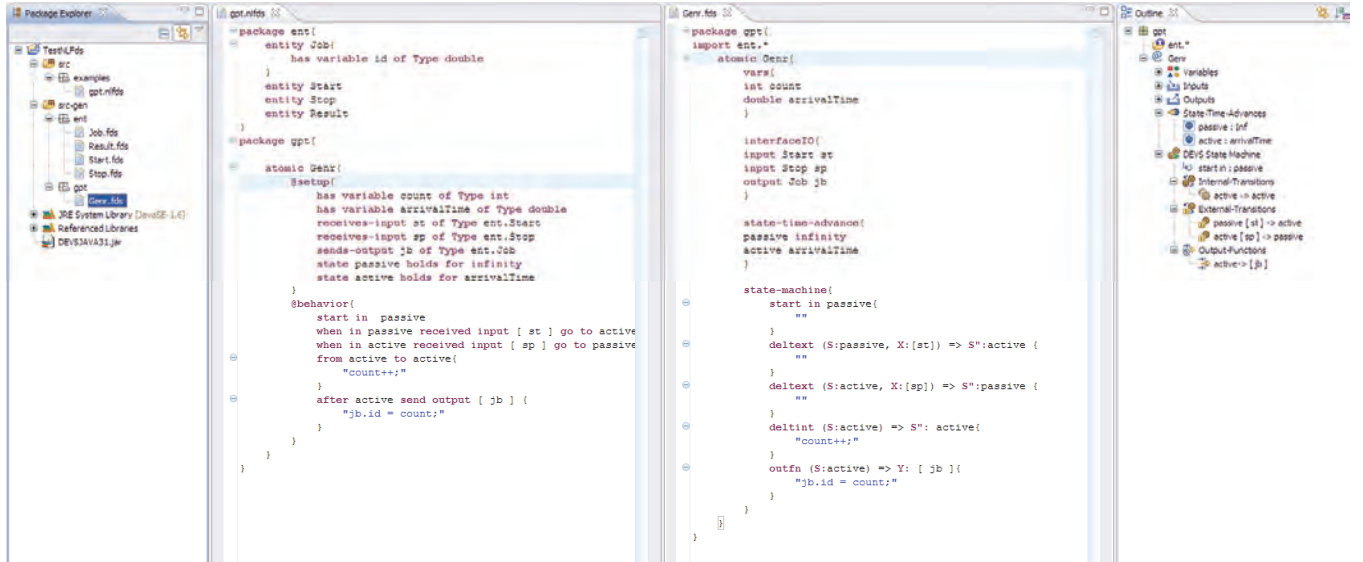 Package Explorer
TestNLFds
src
examples
gpt.nlfds
src-gen
ent
Job.fds
Result.fds
Start.fds
Stop.fds
gpt
Genr.fds
JRE System Library [JavaSE-1.6]
Referenced Libraries
DEVSJAVA31.jar
gpt.nlfds
package ent{
entity Job{
has variable id of Type double
}
entity Start
entity Stop
entity Result
}
package gpt{
atomic Genr{
@setup{
has variable count of Type int
has variable arrivalTime of Type double
receives-input st of Type ent.Start
receives-input sp of Type ent.Stop
sends-output jb of Type ent.Job
state passive holds for infinity
state active holds for arrivalTime
}
@behavior{
start in passive
when in passive received input [ st ] go to active
when in active received input [ sp ] go to passive
from active to active{
"count++;"
}
after active send output [ jb ] {
"jb.id = count;"
}
}
}
}
Genr.fds
package gpt{
import ent.*
atomic Genr{
vars{
int count
double arrivalTime
}
interfaceIO{
input Start st
input Stop sp
output Job jb
}
state-time-advance{
passive infinity
active arrivalTime
}
state-machine{
start in passive{
""
}
deltext (S:passive, X:[st]) => S":active {
""
}
deltext (S:active, X:[sp]) => S":passive {
""
}
deltint (S:active) => S": active{
"count++;"
}
outfn (S:active) => Y: [ jb ]{
"jb.id = count;"
}
}
}
}
Outline
gpt
ent.*
Genr
Variables
Inputs
Outputs
State-Time-Advances
passive : Inf
active : arrivalTime
DEVS State Machine
start in : passive
Internal-Transitions
active -> active
External-Transitions
passive [ st ] -> active
active [ sp ] -> passive
Output-Functions
active-> [ jb ]